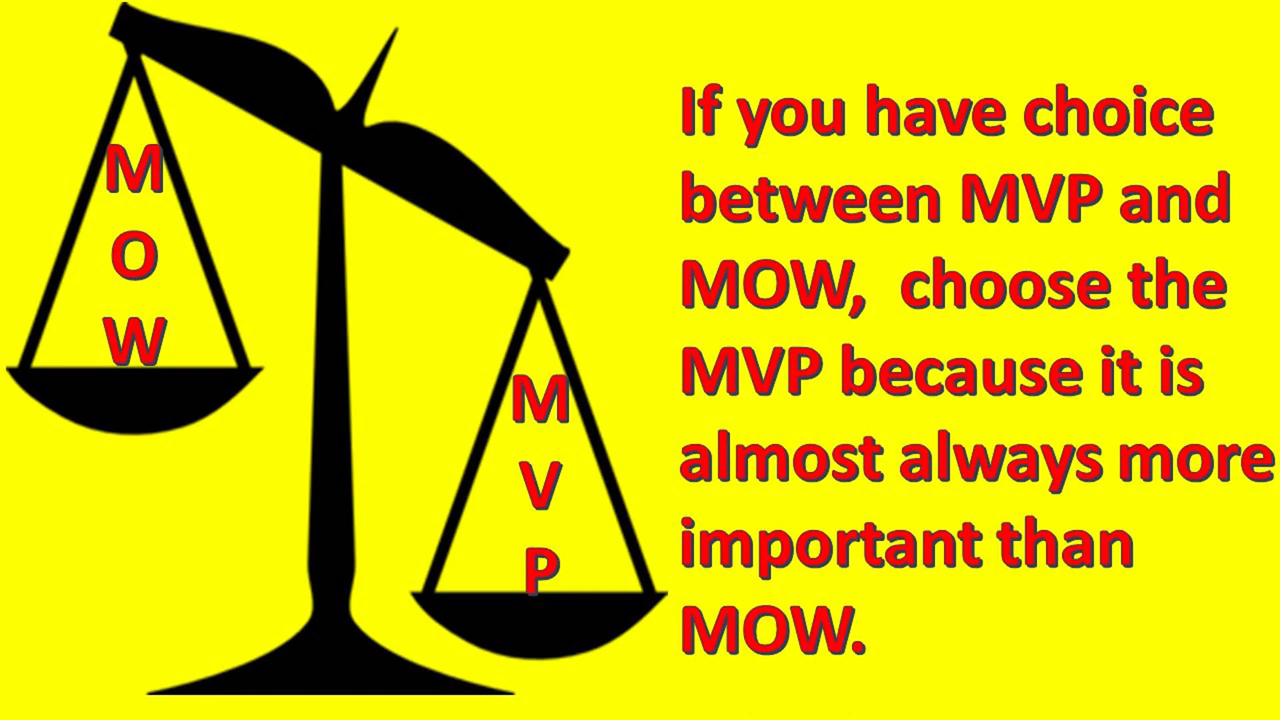 M
O
W
M
V
P
If you have choice
between MVP and
MOW,  choose the
MVP because it is
almost always more
important than
MOW.